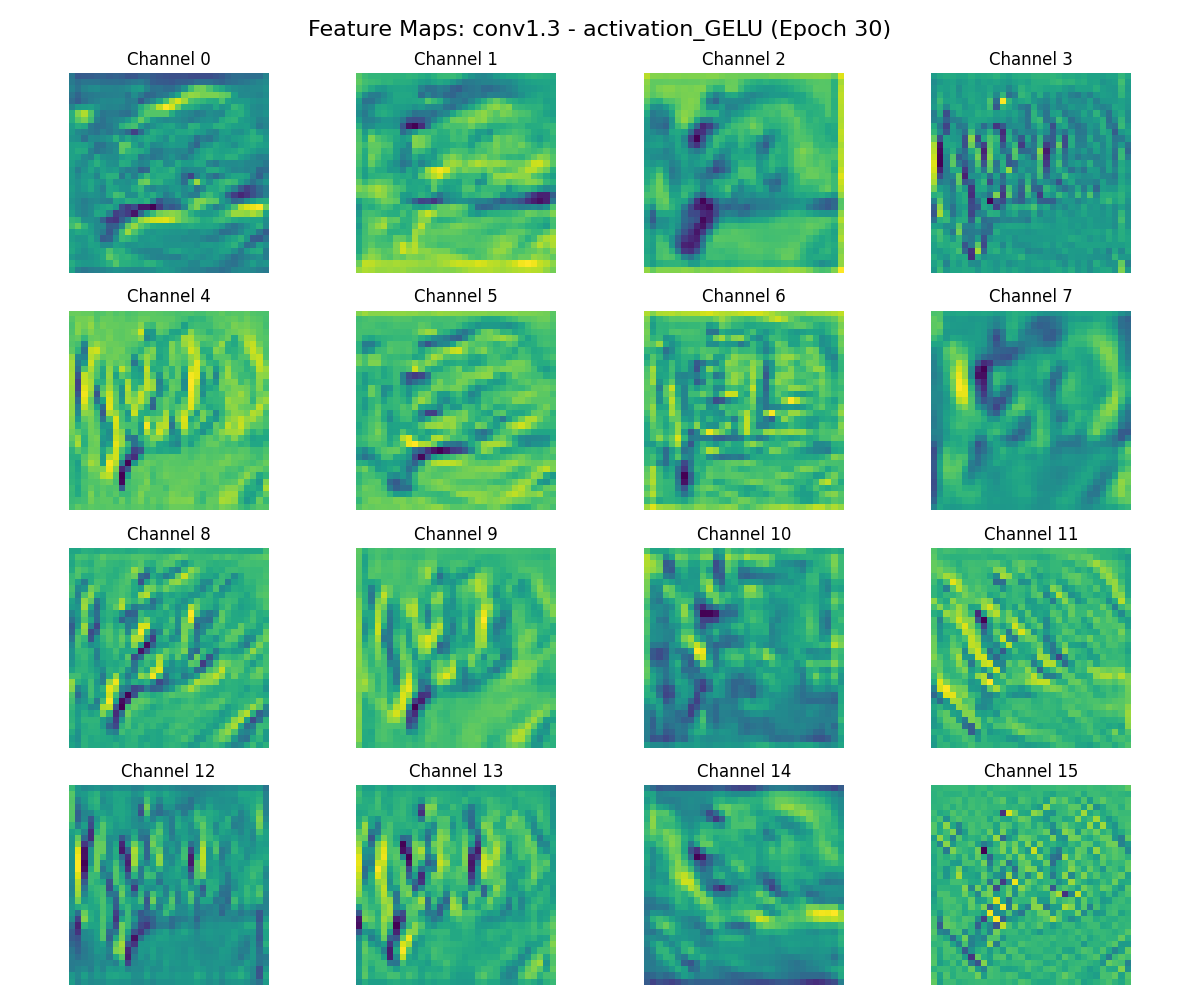 Feature Maps: conv1.3 - activation_GELU (Epoch 30)
Channel 0 Channel 1 Channel 2 Channel 3
Channel 4 Channel 5 Channel 6 Channel 7
Channel 8 Channel 9 Channel 10 Channel 11
Channel 12 Channel 13 Channel 14 Channel 15